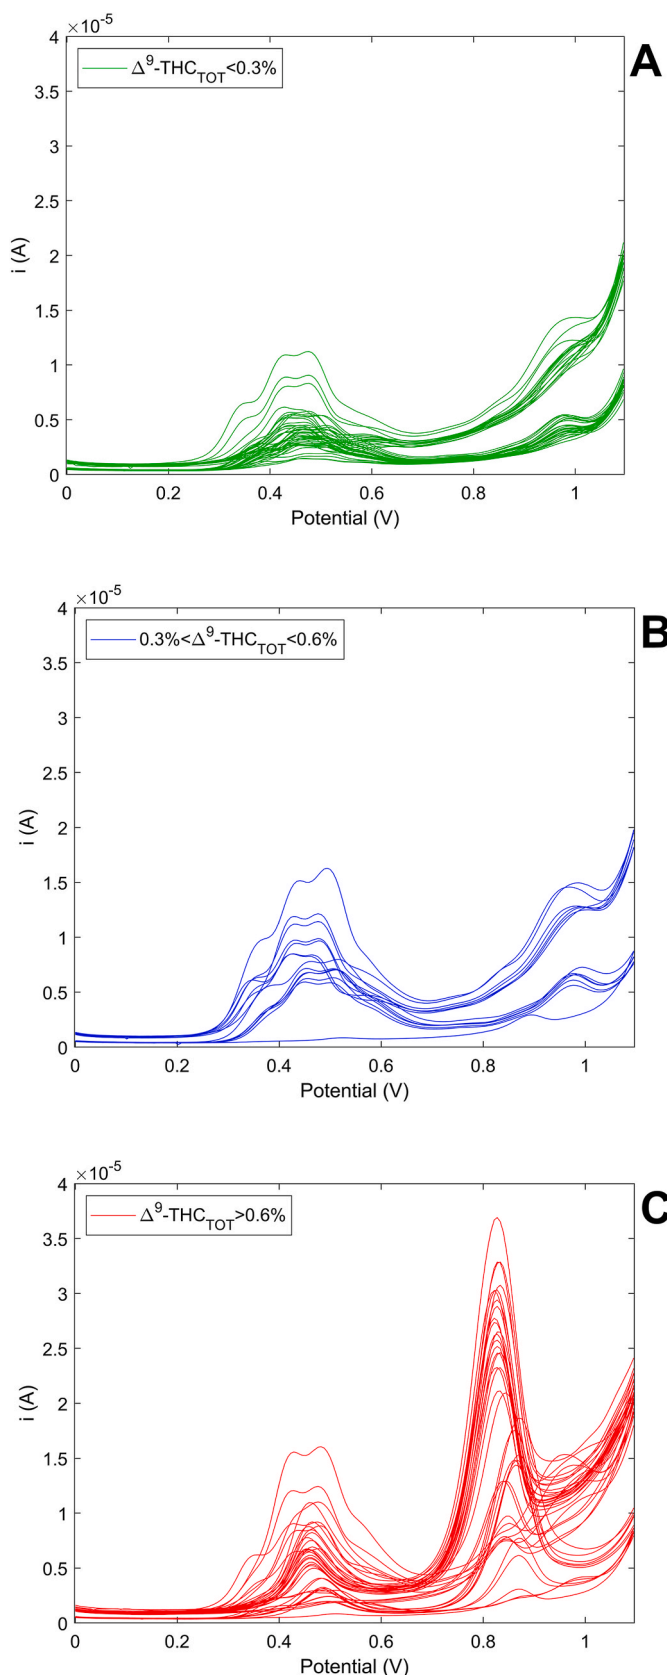 ×10⁻⁵
A
4
Δ⁹-THC_TOT<0.3%
3.5
3
2.5
2
1.5
1
0.5
0
i (A)
0 0.2 0.4 0.6 0.8 1
Potential (V)
×10⁻⁵
B
4
0.3%<Δ⁹-THC_TOT<0.6%
3.5
3
2.5
2
1.5
1
0.5
0
i (A)
0 0.2 0.4 0.6 0.8 1
Potential (V)
×10⁻⁵
C
4
Δ⁹-THC_TOT>0.6%
3.5
3
2.5
2
1.5
1
0.5
0
i (A)
0 0.2 0.4 0.6 0.8 1
Potential (V)